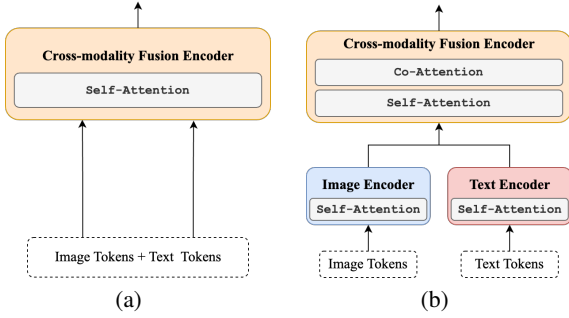 Cross-modality Fusion Encoder
Self-Attention
Image Tokens + Text Tokens
(a)
Cross-modality Fusion Encoder
Co-Attention
Self-Attention
Image Encoder
Self-Attention
Text Encoder
Self-Attention
Image Tokens
Text Tokens
(b)